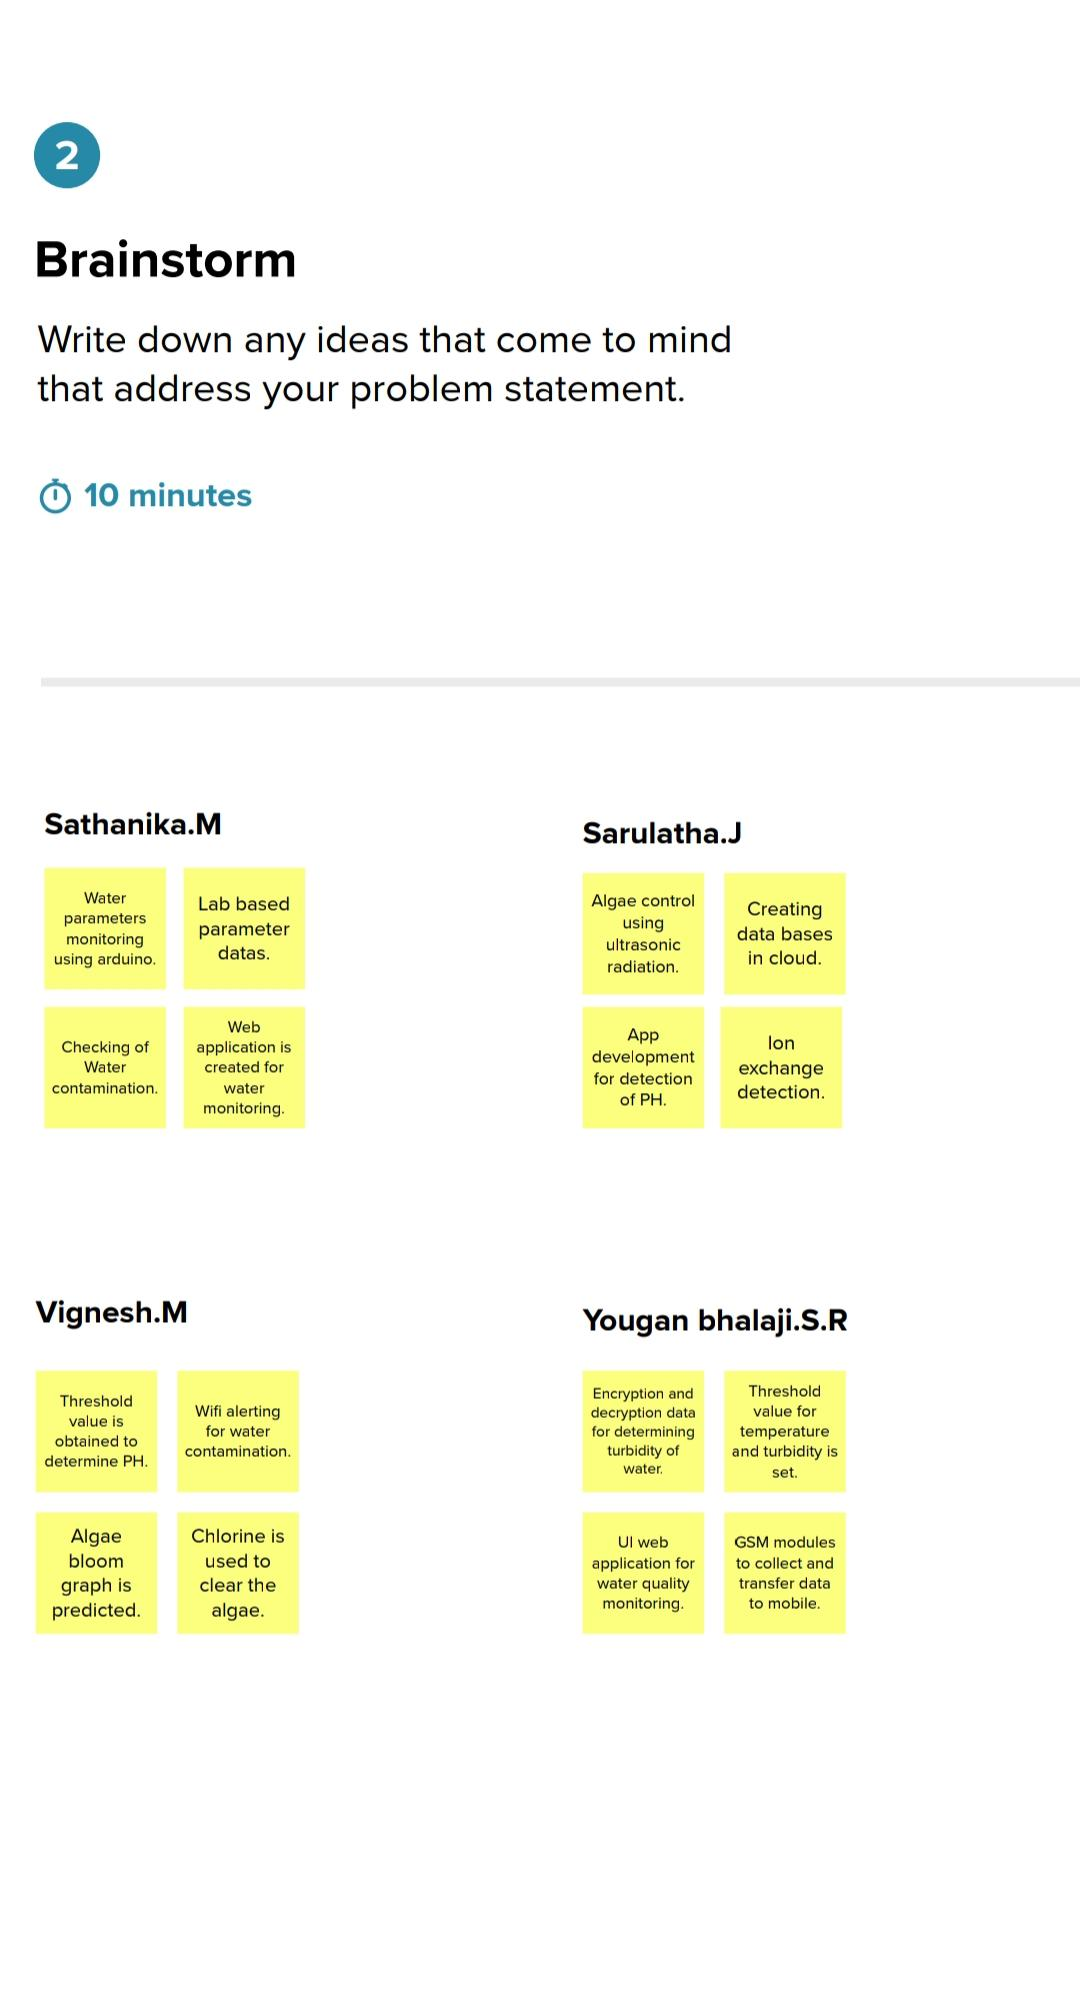 2
Brainstorm
Write down any ideas that come to mind
that address your problem statement.
10 minutes
Sathanika.M
Water
parameters
monitoring
using arduino.
Lab based
parameter
datas.
Checking of
Water
contamination.
Web
application is
created for
water
monitoring.
Sarulatha.J
Algae control
using
ultrasonic
radiation.
Creating
data bases
in cloud.
App
development
for detection
of PH.
Ion
exchange
detection.
Vignesh.M
Threshold
value is
obtained to
determine PH.
Wifi alerting
for water
contamination.
Algae
bloom
graph is
predicted.
Chlorine is
used to
clear the
algae.
Yougan bhalaji.S.R
Encryption and
decryption data
for determining
turbidity of
water.
Threshold
value for
temperature
and turbidity is
set.
UI web
application for
water quality
monitoring.
GSM modules
to collect and
transfer data
to mobile.